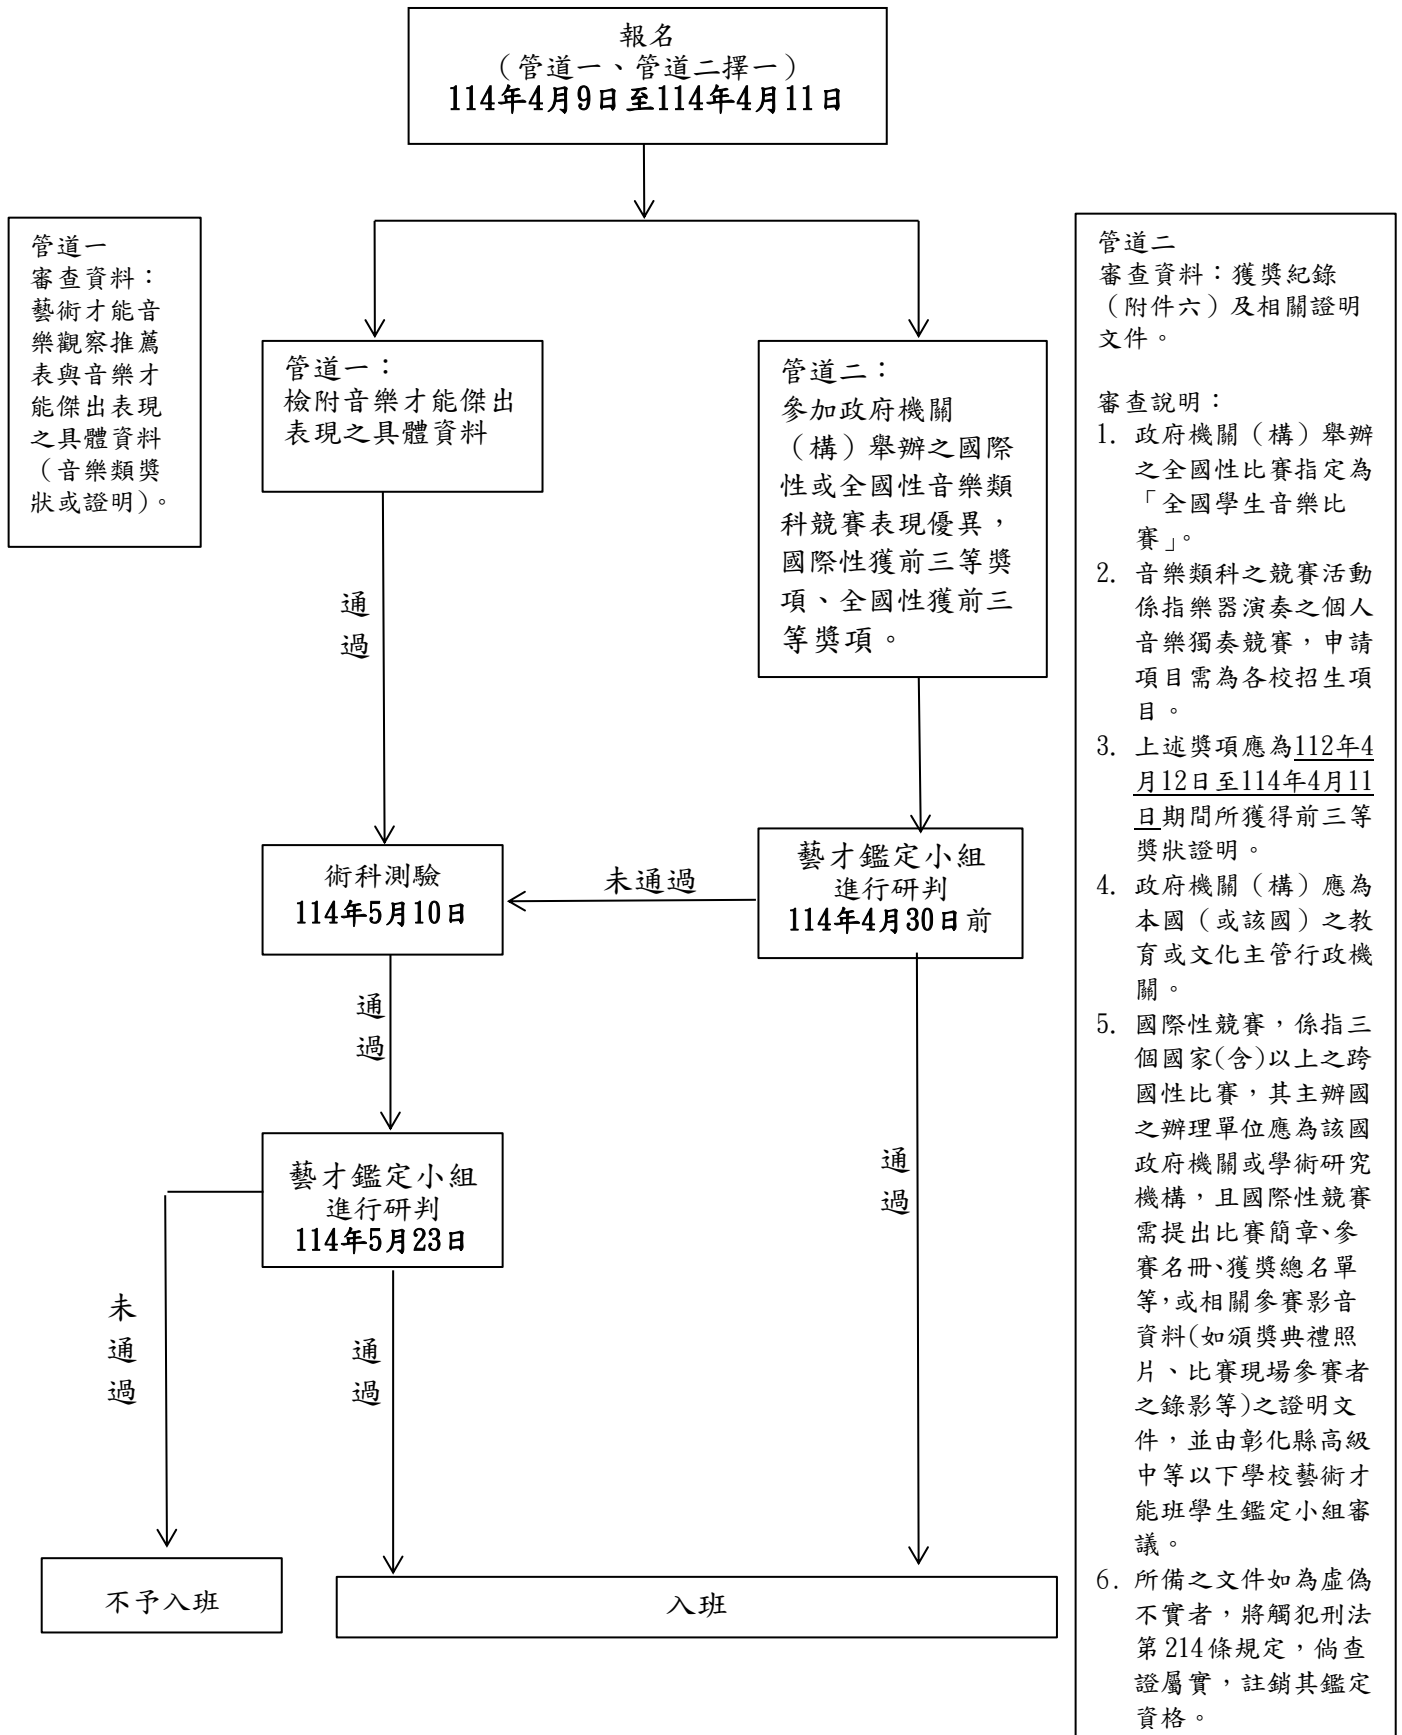 報名
（管道一、管道二擇一）
114年4月9日至114年4月11日
管道一
審查資料：
藝術才能音
樂觀察推薦
表與音樂才
能傑出表現
之具體資料
（音樂類獎
狀或證明）。
管道一：
檢附音樂才能傑出
表現之具體資料
管道二：
參加政府機關
（構）舉辦之國際
性或全國性音樂類
科競賽表現優異，
國際性獲前三等獎
項、全國性獲前三
等獎項。
通
過
術科測驗
114年5月10日
未通過
藝才鑑定小組
進行研判
114年4月30日前
通
過
藝才鑑定小組
進行研判
114年5月23日
通
過
未
通
過
通
過
不予入班
入班
管道二
審查資料：獲獎紀錄
（附件六）及相關證明
文件。
審查說明：
1. 政府機關（構）舉辦
之全國性比賽指定為
「全國學生音樂比
賽」。
2. 音樂類科之競賽活動
係指樂器演奏之個人
音樂獨奏競賽，申請
項目需為各校招生項
目。
3. 上述獎項應為112年4
月12日至114年4月11
日期間所獲得前三等
獎狀證明。
4. 政府機關（構）應為
本國（或該國）之教
育或文化主管行政機
關。
5. 國際性競賽，係指三
個國家(含)以上之跨
國性比賽，其主辦國
之辦理單位應為該國
政府機關或學術研究
機構，且國際性競賽
需提出比賽簡章、參
賽名冊、獲獎總名單
等，或相關參賽影音
資料(如頒獎典禮照
片、比賽現場參賽者
之錄影等)之證明文
件，並由彰化縣高級
中等以下學校藝術才
能班學生鑑定小組審
議。
6. 所備之文件如為虛偽
不實者，將觸犯刑法
第214條規定，倘查
證屬實，註銷其鑑定
資格。